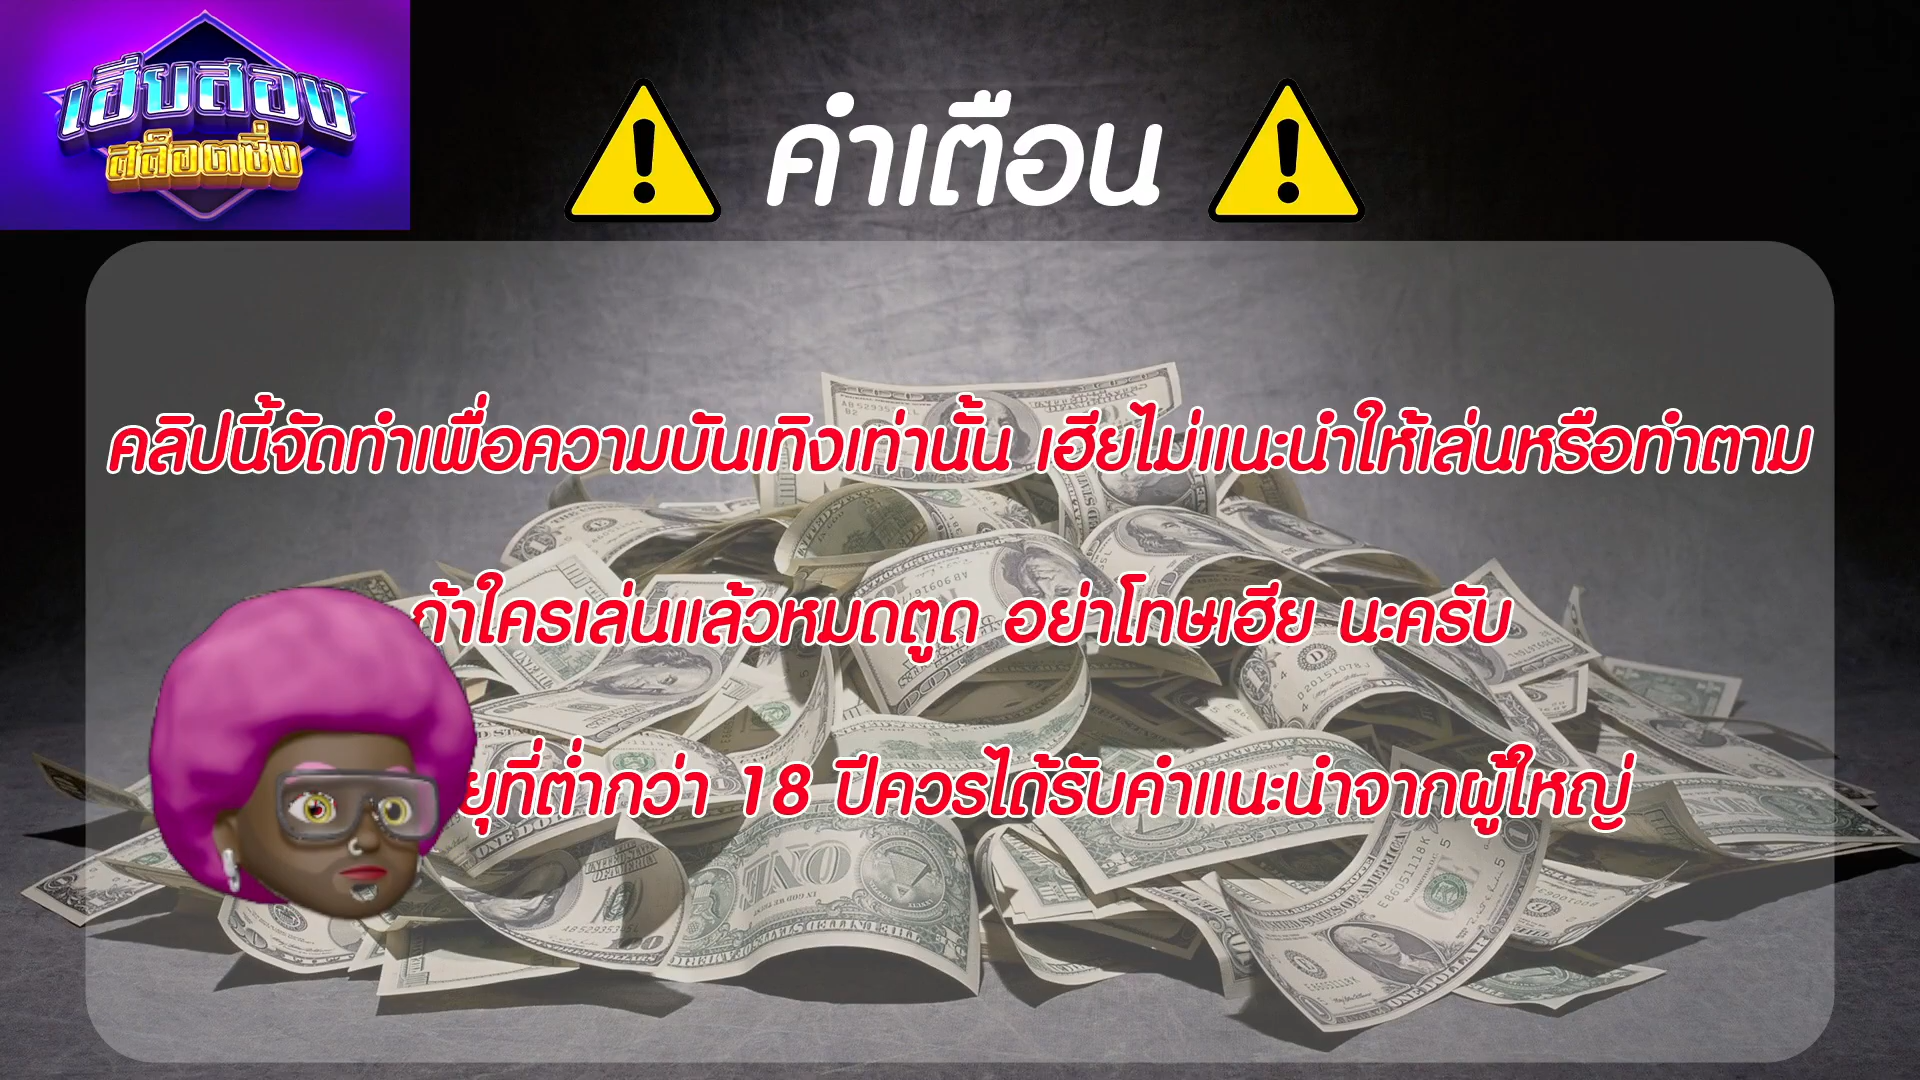 เฮียสอง
สล็อตซิ่ง
คำเตือน
คลิปนี้จัดทำเพื่อความบันเทิงเท่านั้น เฮียไม่แนะนำให้เล่นหรือทำตาม
ถ้าใครเล่นแล้วหมดตูด อย่าโทษเฮีย นะครับ
ยุที่ต่ำกว่า 18 ปีควรได้รับคำแนะนำจากผู้ใหญ่